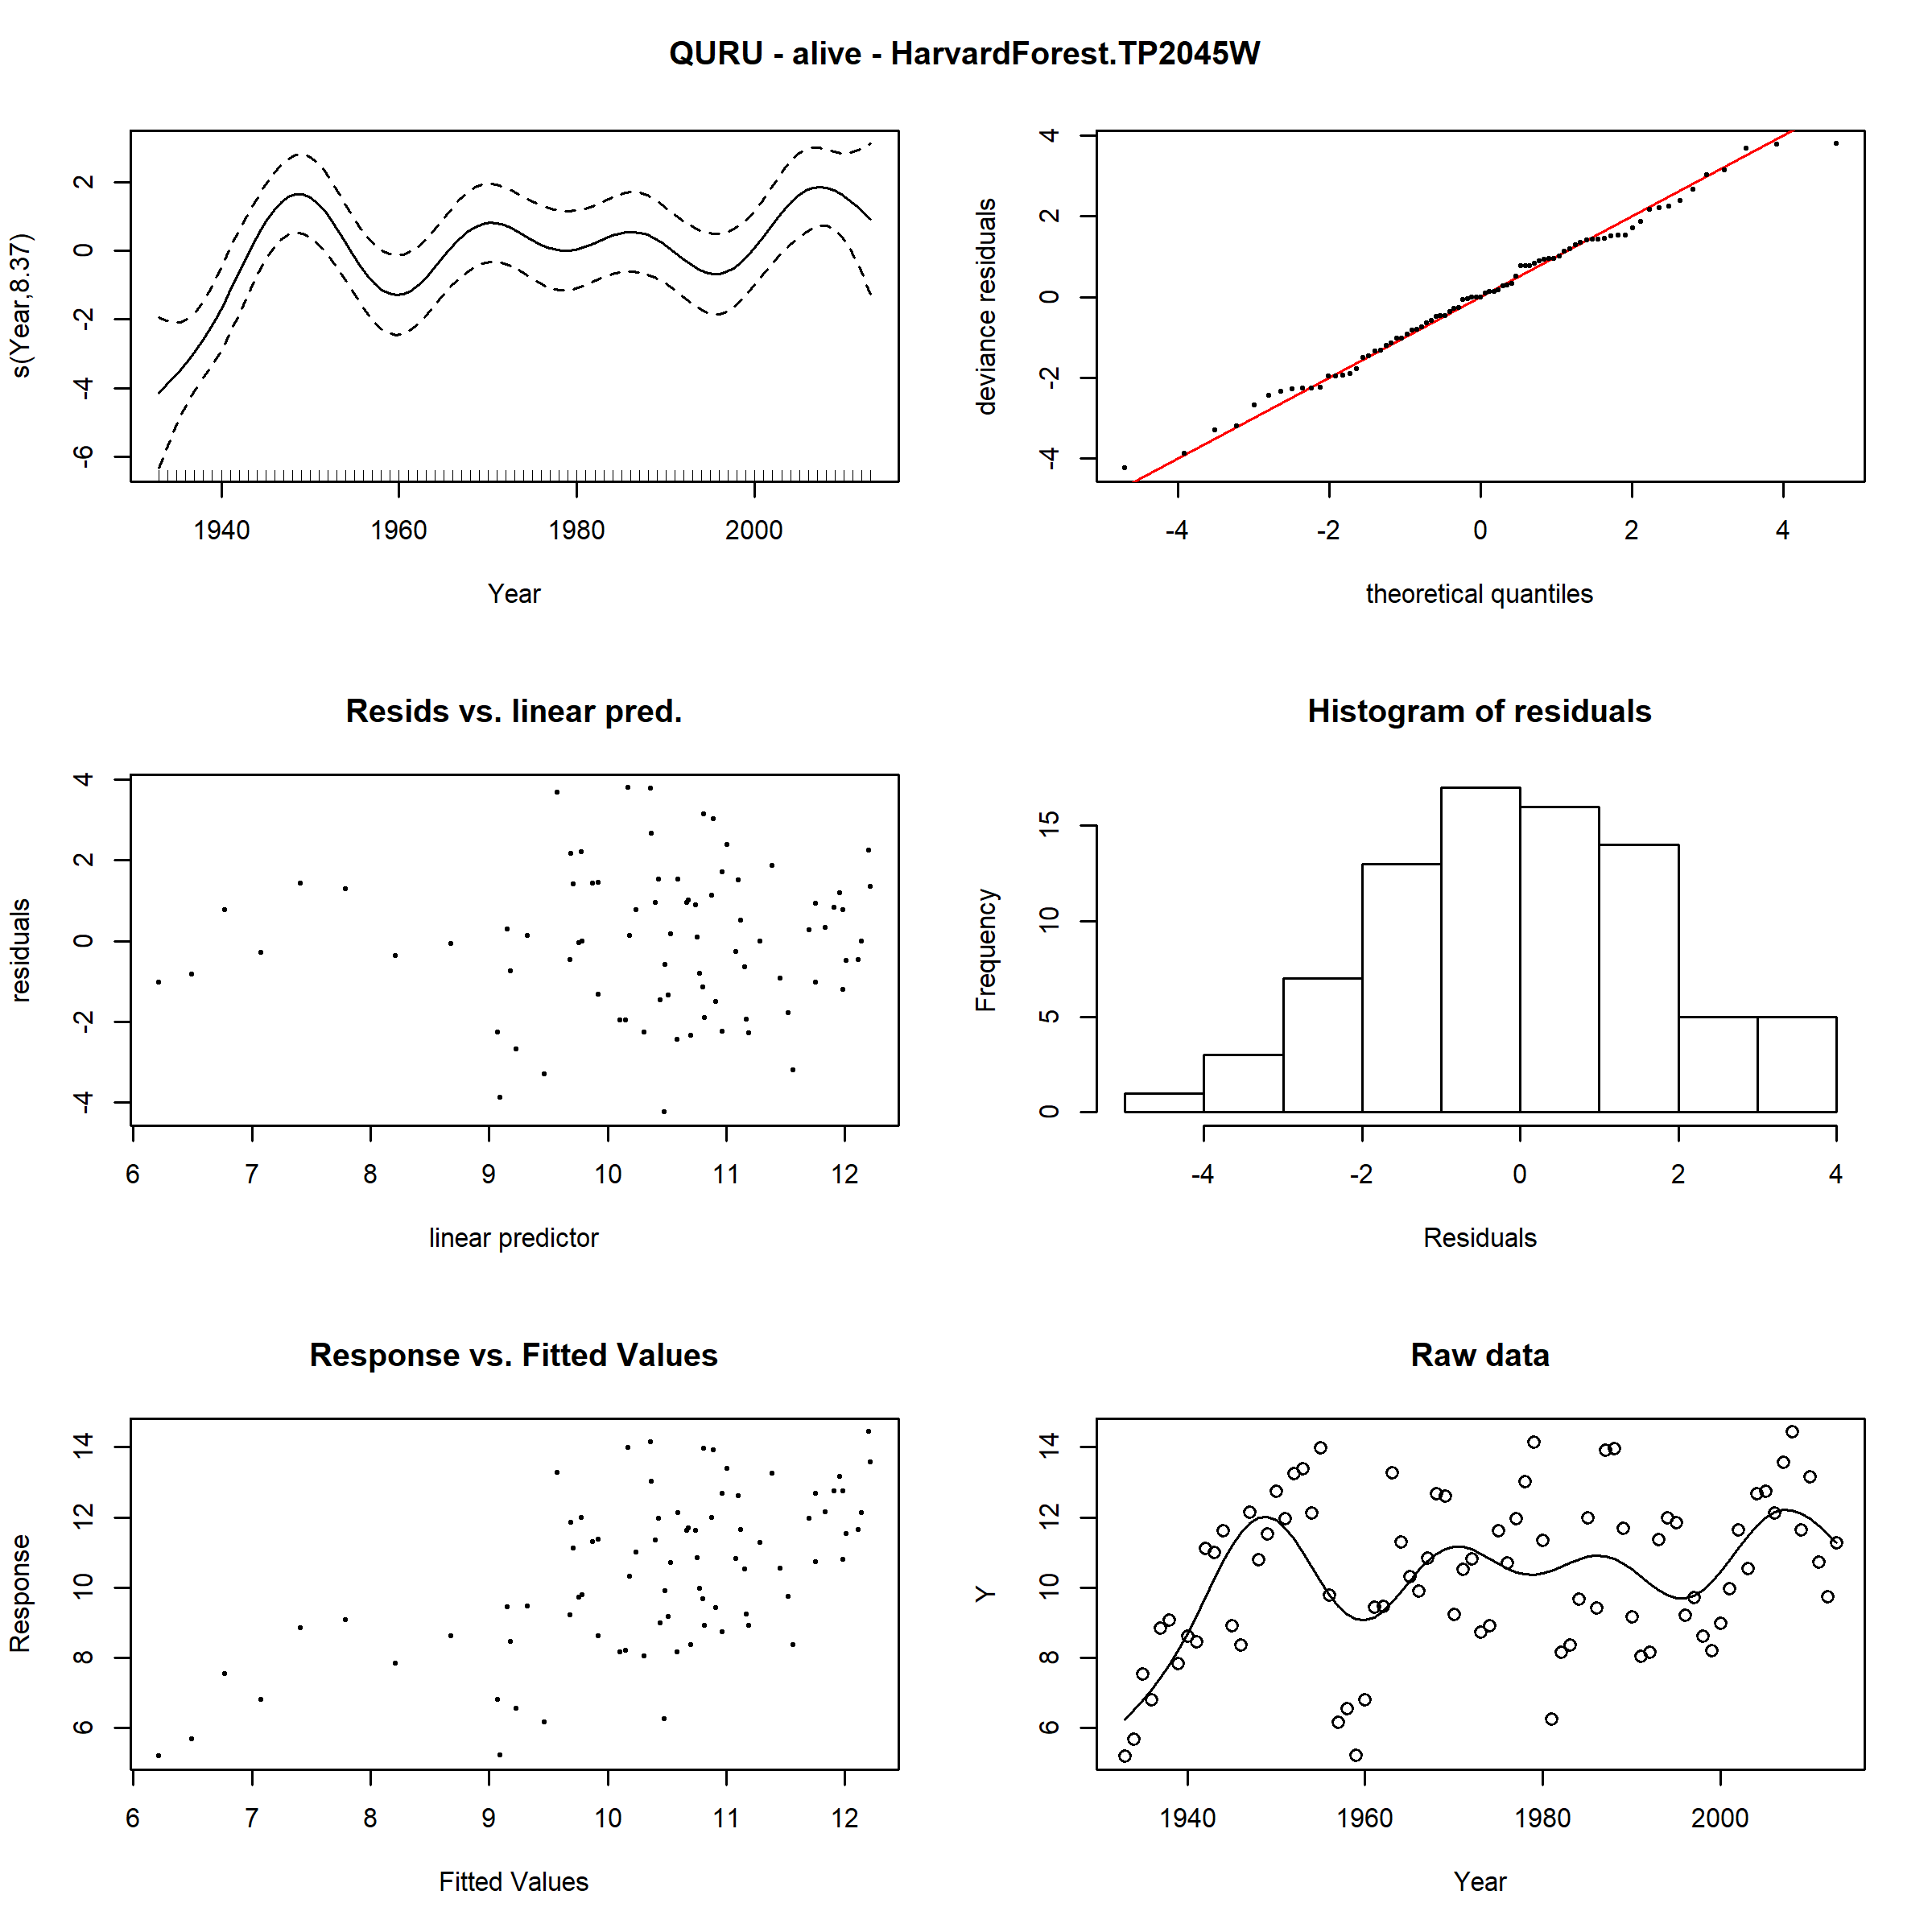 QURU - alive - HarvardForest.TP2045W
s(Year,8.37)
2
0
-2
-4
-6
1940 1960 1980 2000
Year
deviance residuals
4
2
0
-2
-4
-4 -2 0 2 4
theoretical quantiles
Resids vs. linear pred.
residuals
4
2
0
-2
-4
6 7 8 9 10 11 12
linear predictor
Histogram of residuals
Frequency
15
10
5
0
-4 -2 0 2 4
Residuals
Response vs. Fitted Values
Response
14
12
10
8
6
6 7 8 9 10 11 12
Fitted Values
Raw data
Y
14
12
10
8
6
1940 1960 1980 2000
Year